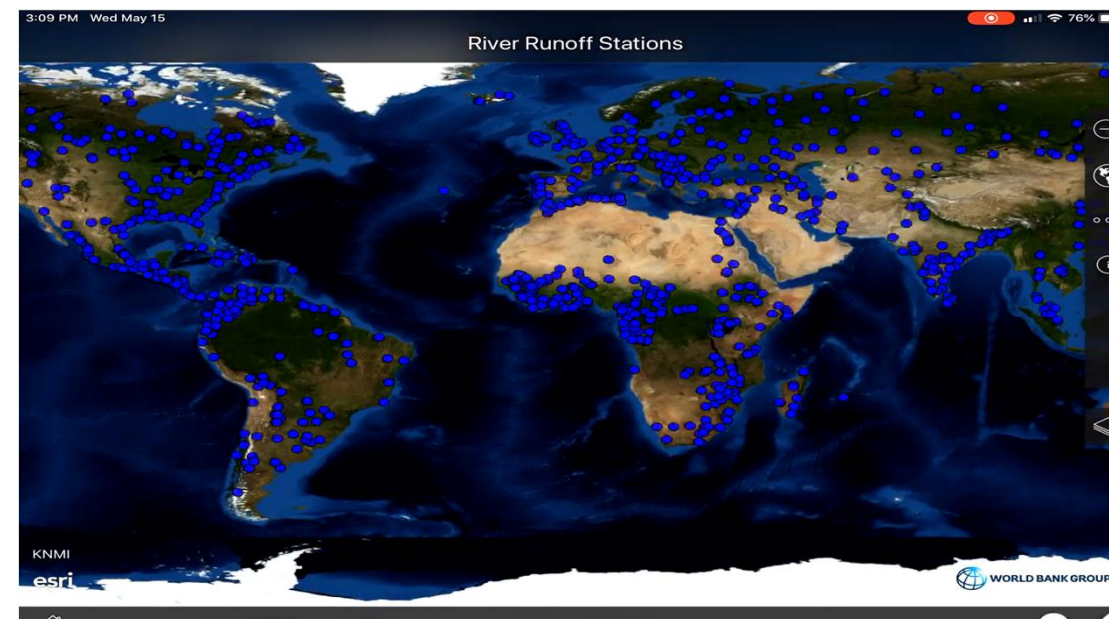 3:09 PM Wed May 15
76%
River Runoff Stations
KNMI
esri
WORLD BANK GROUP